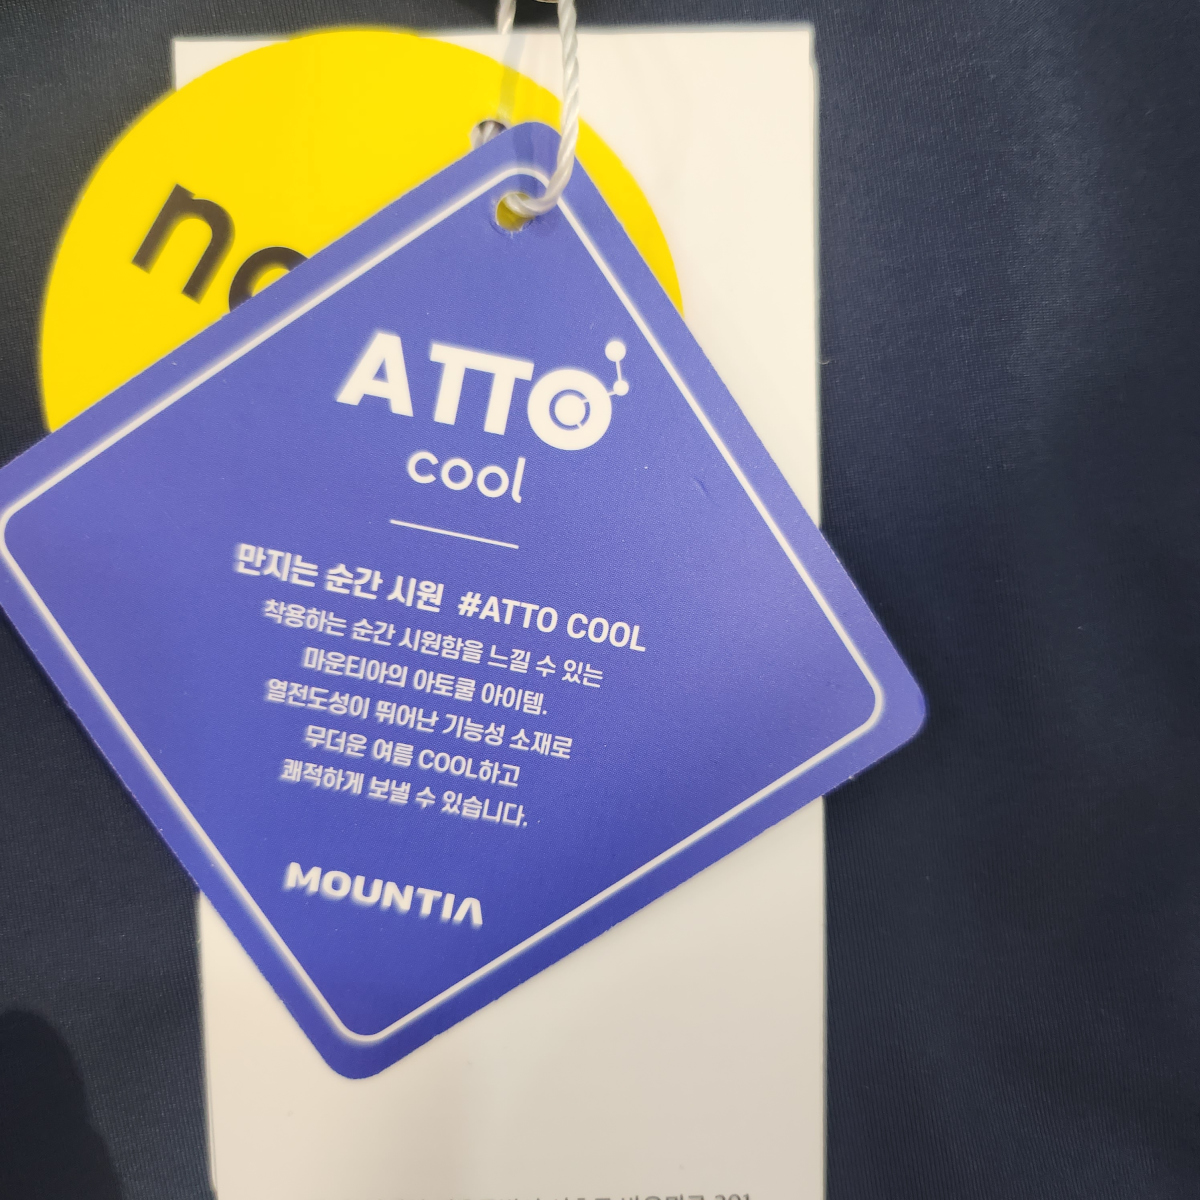 no
ATTO
cool
만지는 순간 시원 #ATTO COOL
착용하는 순간 시원함을 느낄 수 있는
마운티아의 아토쿨 아이템.
열전도성이 뛰어난 기능성 소재로
무더운 여름 COOL하고
쾌적하게 보낼 수 있습니다.
MOUNTIA